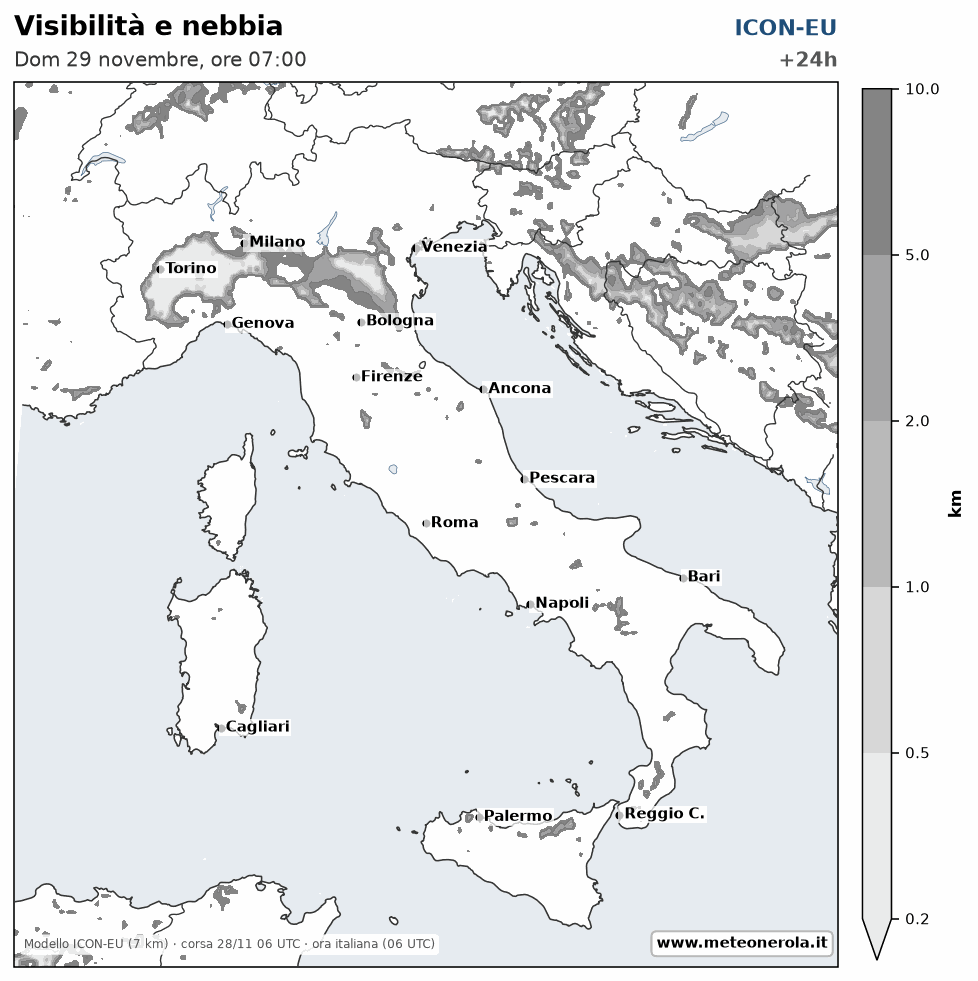 Visibilità e nebbia
ICON-EU
Dom 29 novembre, ore 07:00
+24h
10.0
5.0
2.0
1.0
0.5
0.2
km
Milano
Venezia
Torino
Genova
Bologna
Firenze
Ancona
Pescara
Roma
Bari
Napoli
Cagliari
Palermo
Reggio C.
Modello ICON-EU (7 km) · corsa 28/11 06 UTC · ora italiana (06 UTC)
www.meteonerola.it